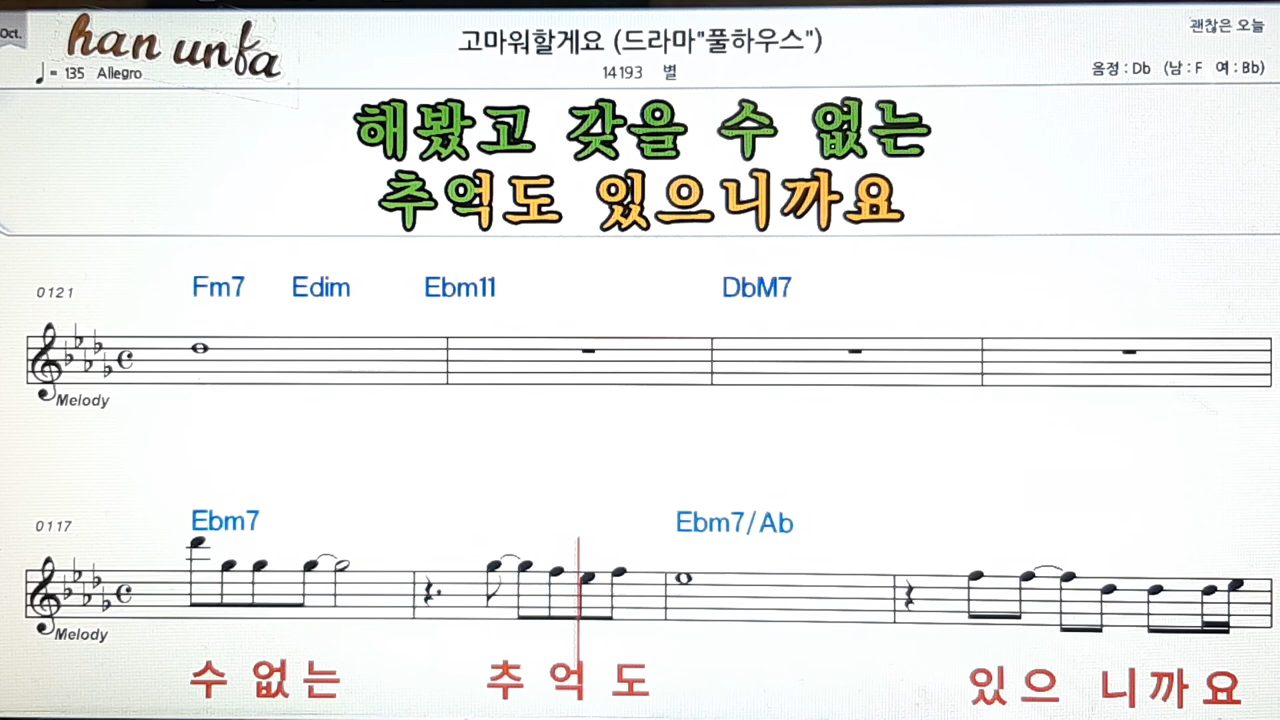 Oct.
han unfa
♩= 135 Allegro
고마워할게요 (드라마"풀하우스")
14193 별
괜찮은 오늘
음정 : Db (남 : F 여 : Bb)
해봤고 갖을 수 없는
추억도 있으니까요
0121
Fm7 Edim Ebm11 DbM7
Melody
0117
Ebm7 Ebm7/Ab
Melody
수 없는 추 억 도 있으 니까요